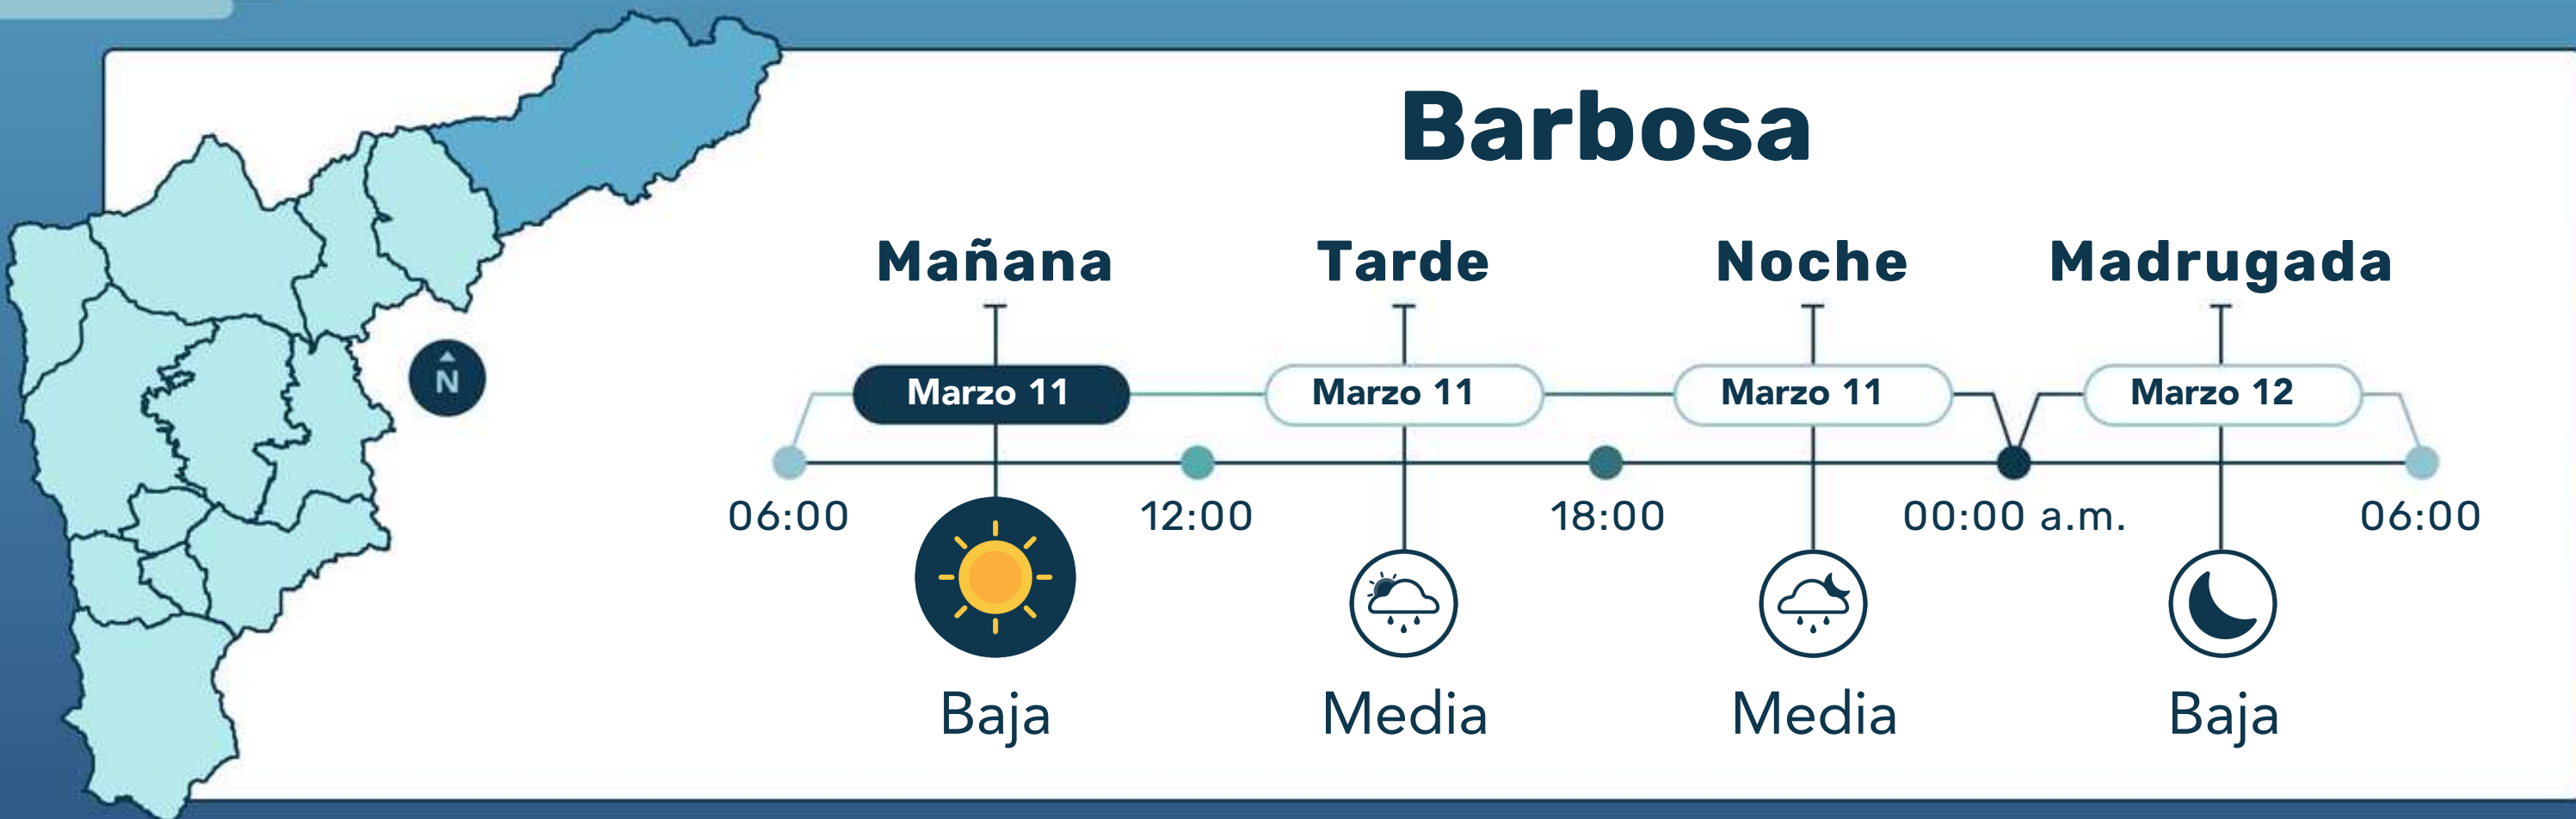 Barbosa
Mañana Tarde Noche Madrugada
Marzo 11 Marzo 11 Marzo 11 Marzo 12
N
06:00 12:00 18:00 00:00 a.m. 06:00
Baja Media Media Baja